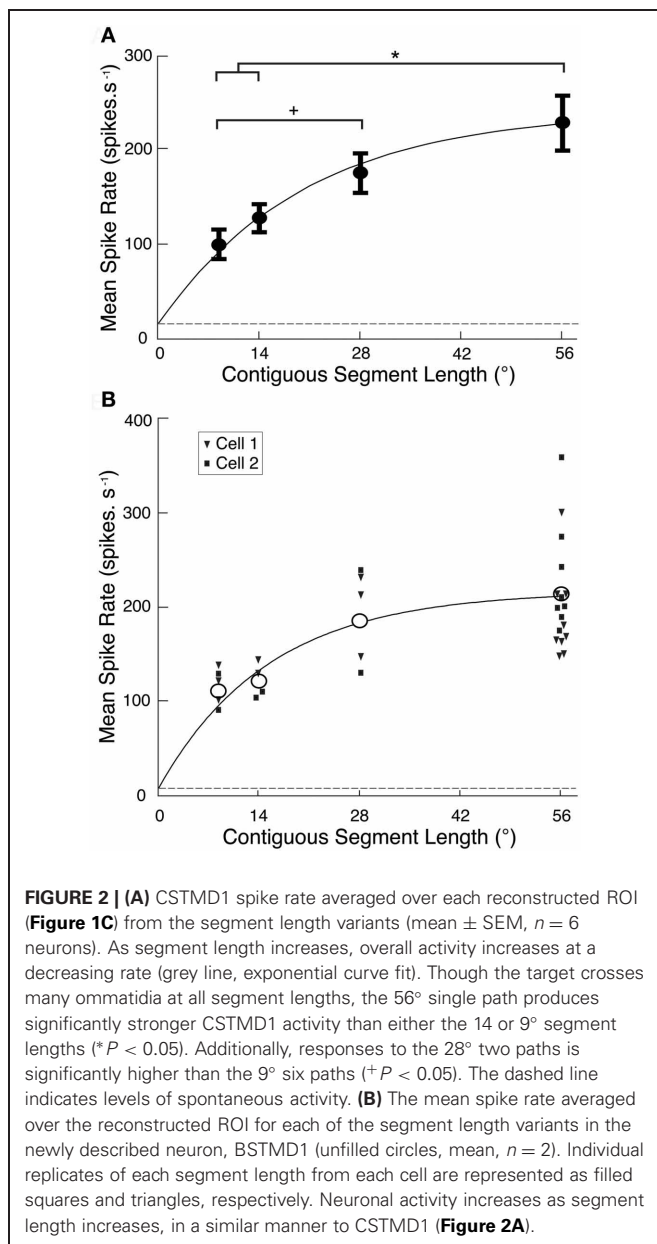 A
300
*
+
200
100
0
Mean Spike Rate (spikes.s⁻¹)
0 14 28 42 56
Contiguous Segment Length (°)
B
400
▼ Cell 1
■ Cell 2
300
200
100
0
Mean Spike Rate (spikes. s⁻¹)
0 14 28 42 56
Contiguous Segment Length (°)
FIGURE 2 | (A) CSTMD1 spike rate averaged over each reconstructed ROI
(Figure 1C) from the segment length variants (mean ± SEM, n = 6
neurons). As segment length increases, overall activity increases at a
decreasing rate (grey line, exponential curve fit). Though the target crosses
many ommatidia at all segment lengths, the 56° single path produces
significantly stronger CSTMD1 activity than either the 14 or 9° segment
lengths (*P < 0.05). Additionally, responses to the 28° two paths is
significantly higher than the 9° six paths (⁺P < 0.05). The dashed line
indicates levels of spontaneous activity. (B) The mean spike rate averaged
over the reconstructed ROI for each of the segment length variants in the
newly described neuron, BSTMD1 (unfilled circles, mean, n = 2). Individual
replicates of each segment length from each cell are represented as filled
squares and triangles, respectively. Neuronal activity increases as segment
length increases, in a similar manner to CSTMD1 (Figure 2A).